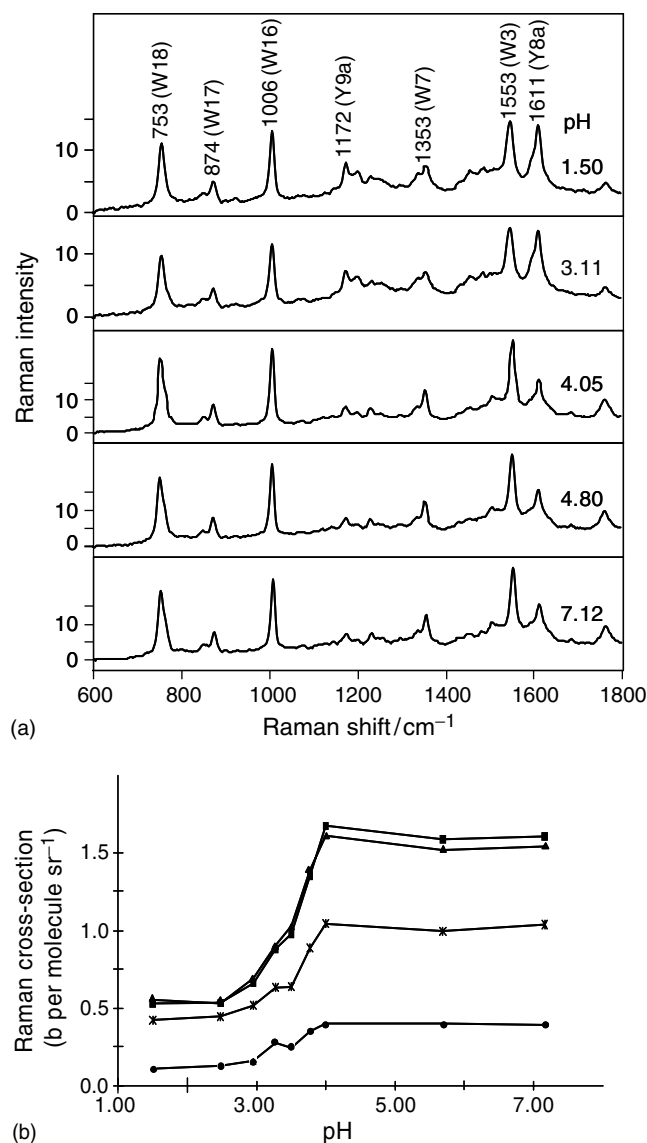 (a)
753 (W18)
874 (W17)
1006 (W16)
1172 (Y9a)
1353 (W7)
1553 (W3)
1611 (Y8a)
pH
1.50
10
0
3.11
10
0
4.05
10
0
4.80
10
0
7.12
10
0
Raman intensity
600 800 1000 1200 1400 1600 1800
Raman shift/cm−1
(b)
Raman cross-section
(b per molecule sr−1)
1.5
1.0
0.5
0.0
1.00 3.00 5.00 7.00
pH